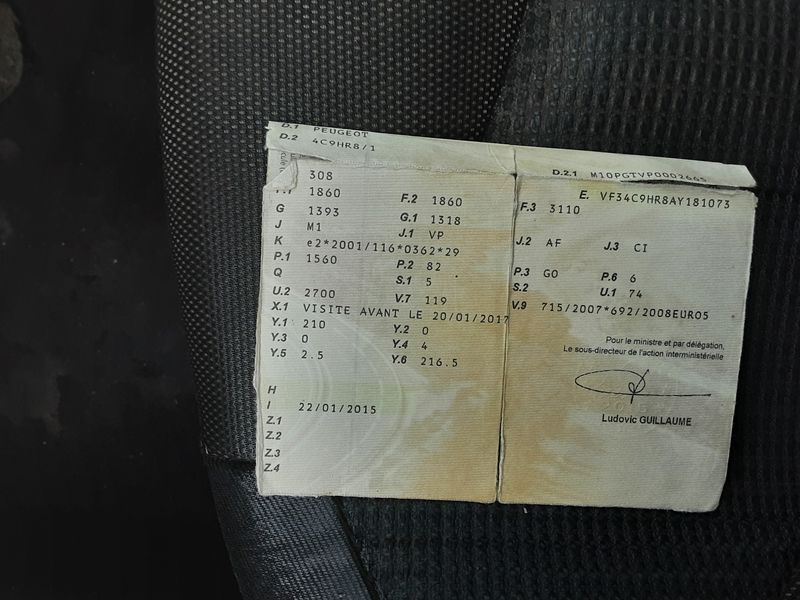 D.1 PEUGEOT
D.2 4C9HR8/1
D.2.1 M10PGTVP0002665
308
E. VF34C9HR8AY181073
F.1 1860 F.2 1860 F.3 3110
G 1393 G.1 1318
J M1 J.1 VP J.2 AF J.3 CI
K e2*2001/116*0362*29
P.1 1560 P.2 82 P.3 GO P.6 6
Q S.1 5 S.2 U.1 74
U.2 2700 V.7 119 V.9 715/2007*692/2008EURO5
X.1 VISITE AVANT LE 20/01/2017
Y.1 210 Y.2 0
Y.3 0 Y.4 4
Y.5 2.5 Y.6 216.5
Pour le ministre et par délégation,
Le sous-directeur de l'action interministérielle
Ludovic GUILLAUME
H
I 22/01/2015
Z.1
Z.2
Z.3
Z.4